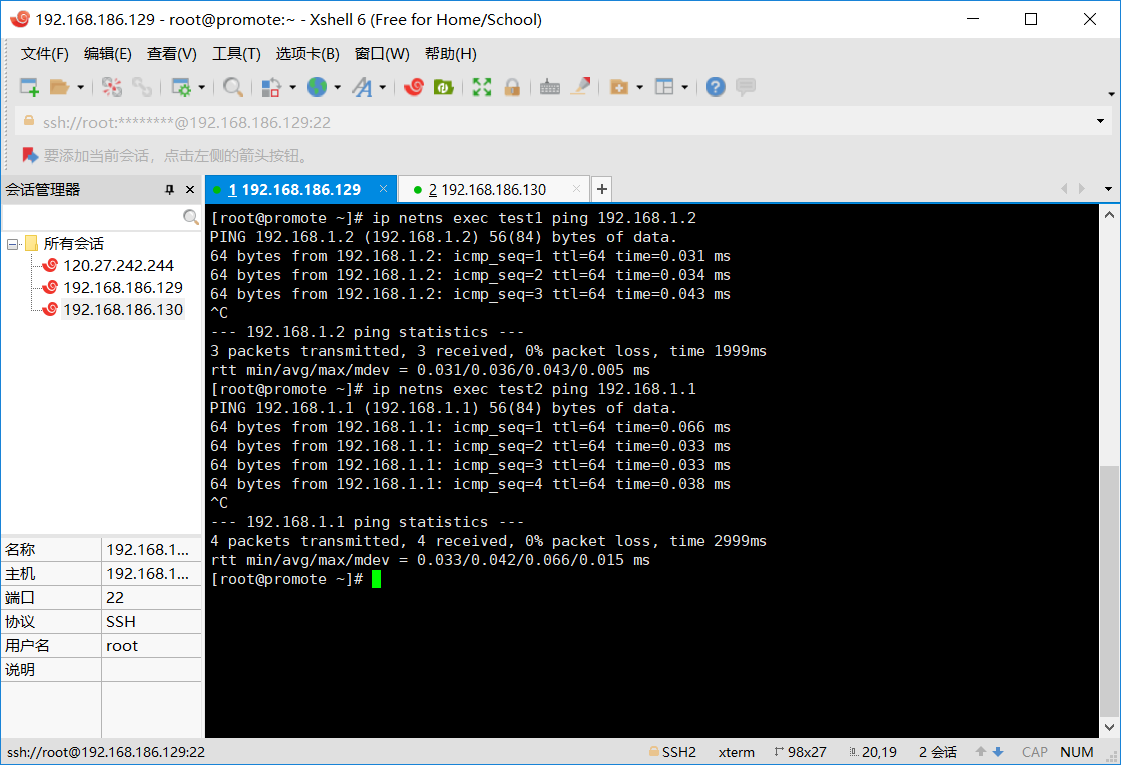 192.168.186.129 - root@promote:~ - Xshell 6 (Free for Home/School)
文件(F) 编辑(E) 查看(V) 工具(T) 选项卡(B) 窗口(W) 帮助(H)
ssh://root:********@192.168.186.129:22
要添加当前会话，点击左侧的箭头按钮。
会话管理器
1 192.168.186.129
2 192.168.186.130
所有会话
120.27.242.244
192.168.186.129
192.168.186.130
名称 192.168.1...
主机 192.168.1...
端口 22
协议 SSH
用户名 root
说明
[root@promote ~]# ip netns exec test1 ping 192.168.1.2
PING 192.168.1.2 (192.168.1.2) 56(84) bytes of data.
64 bytes from 192.168.1.2: icmp_seq=1 ttl=64 time=0.031 ms
64 bytes from 192.168.1.2: icmp_seq=2 ttl=64 time=0.034 ms
64 bytes from 192.168.1.2: icmp_seq=3 ttl=64 time=0.043 ms
^C
--- 192.168.1.2 ping statistics ---
3 packets transmitted, 3 received, 0% packet loss, time 1999ms
rtt min/avg/max/mdev = 0.031/0.036/0.043/0.005 ms
[root@promote ~]# ip netns exec test2 ping 192.168.1.1
PING 192.168.1.1 (192.168.1.1) 56(84) bytes of data.
64 bytes from 192.168.1.1: icmp_seq=1 ttl=64 time=0.066 ms
64 bytes from 192.168.1.1: icmp_seq=2 ttl=64 time=0.033 ms
64 bytes from 192.168.1.1: icmp_seq=3 ttl=64 time=0.033 ms
64 bytes from 192.168.1.1: icmp_seq=4 ttl=64 time=0.038 ms
^C
--- 192.168.1.1 ping statistics ---
4 packets transmitted, 4 received, 0% packet loss, time 2999ms
rtt min/avg/max/mdev = 0.033/0.042/0.066/0.015 ms
[root@promote ~]#
ssh://root@192.168.186.129:22 SSH2 xterm 98x27 20,19 2 会话 CAP NUM